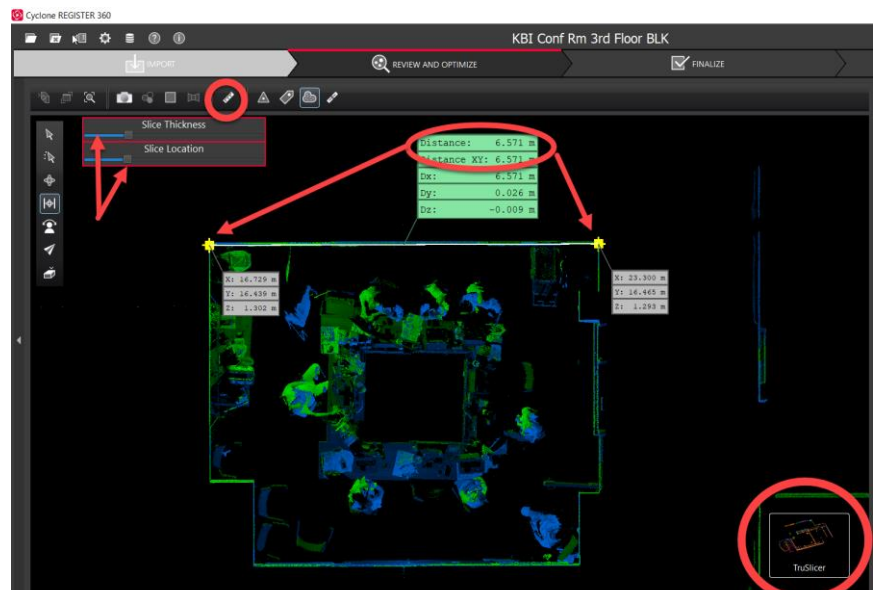 Cyclone REGISTER 360
KBI Conf Rm 3rd Floor BLK
IMPORT
REVIEW AND OPTIMIZE
FINALIZE
Slice Thickness
Slice Location
Distance: 6.571 m
Distance XY: 6.571 m
Dx: 6.571 m
Dy: 0.026 m
Dz: -0.009 m
X: 16.729 m
Y: 16.439 m
Z: 1.302 m
X: 23.300 m
Y: 16.465 m
Z: 1.293 m
TruSlicer